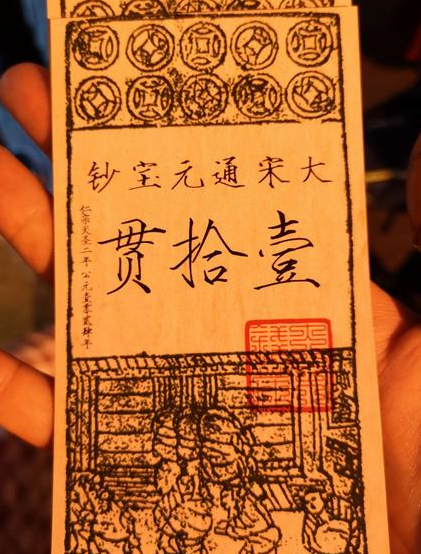 大宋通元宝钞
壹拾贯
仁宗天圣二年公元壹零贰肆年